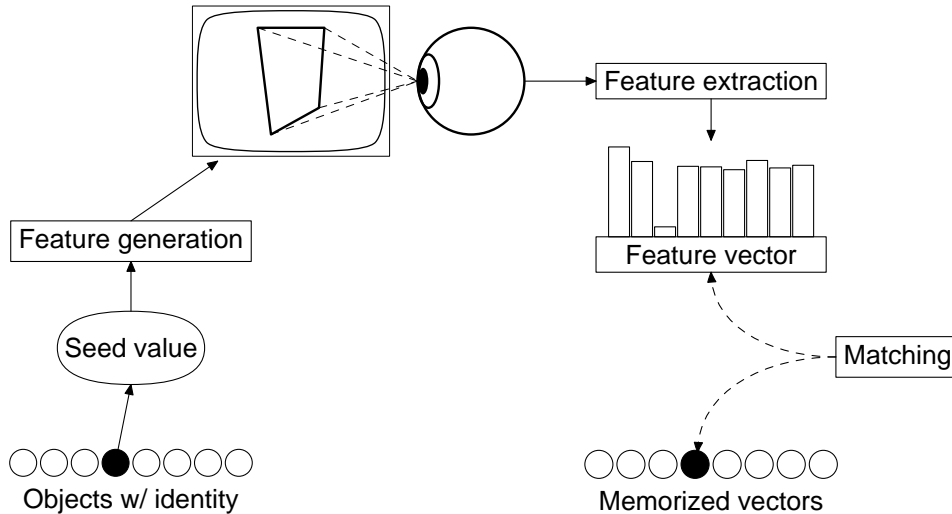 Feature extraction
Feature generation
Feature vector
Seed value
Matching
Objects w/ identity
Memorized vectors